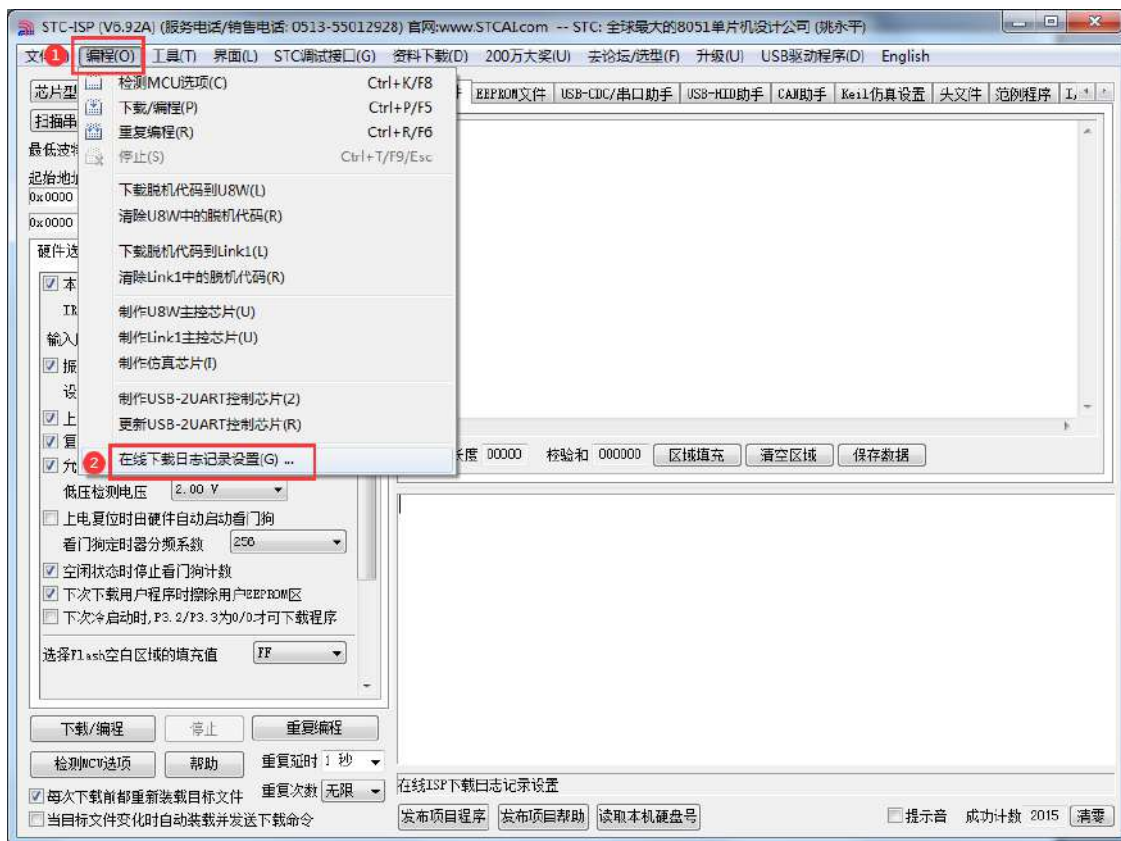 STC-ISP (V6.92A) (服务电话/销售电话: 0513-55012928) 官网:www.STCAI.com -- STC: 全球最大的8051单片机设计公司 (姚永平)
1 编程(O) 工具(T) 界面(L) STC调试接口(G) 资料下载(D) 200万大奖(U) 去论坛/选型(F) 升级(U) USB驱动程序(D) English
芯片型
EEPROM文件 USB-CDC/串口助手 USB-HID助手 CAN助手 Keil仿真设置 头文件 范例程序
扫描串
最低波特
起始地址
0x0000
0x0000
硬件选
检测MCU选项(C) Ctrl+K/F8
下载/编程(P) Ctrl+P/F5
重复编程(R) Ctrl+R/F6
停止(S) Ctrl+T/F9/Esc
下载脱机代码到U8W(L)
清除U8W中的脱机代码(R)
下载脱机代码到Link1(L)
清除Link1中的脱机代码(R)
制作U8W主控芯片(U)
制作Link1主控芯片(U)
制作仿真芯片(I)
制作USB-2UART控制芯片(2)
更新USB-2UART控制芯片(R)
2 在线下载日志记录设置(G) ...
本
IR
输入
振
设
上
复
允
长度 00000 校验和 000000 区域填充 清空区域 保存数据
低压检测电压 2.00 V
上电复位时由硬件自动启动看门狗
看门狗定时器分频系数 256
空闲状态时停止看门狗计数
下次下载用户程序时擦除用户EEPROM区
下次冷启动时,P3.2/P3.3为0/0才可下载程序
选择Flash空白区域的填充值 FF
下载/编程 停止 重复编程
检测MCU选项 帮助 重复延时 1 秒
每次下载前都重新装载目标文件 重复次数 无限
当目标文件变化时自动装载并发送下载命令
在线ISP下载日志记录设置
发布项目程序 发布项目帮助 读取本机硬盘号 提示音 成功计数 2015 清零